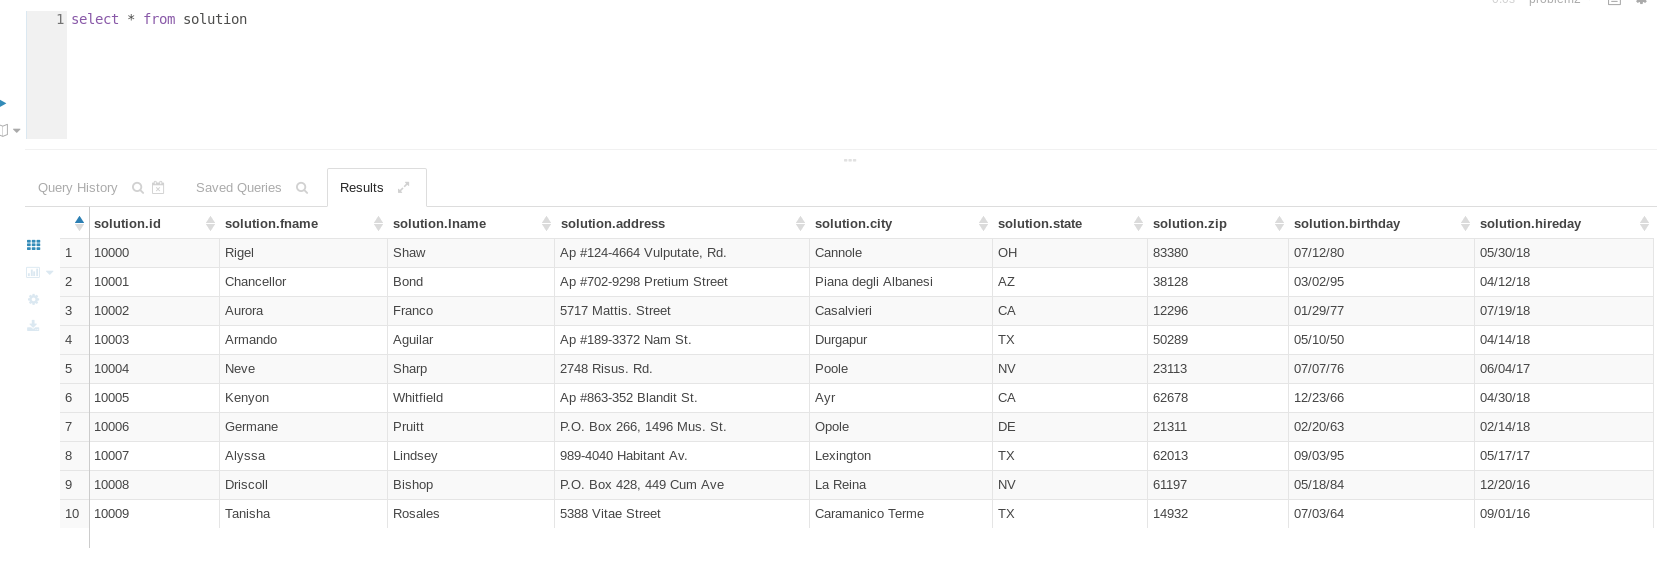 problem2
1 select * from solution
Query History Saved Queries Results
solution.id solution.fname solution.lname solution.address solution.city solution.state solution.zip solution.birthday solution.hireday
1 10000 Rigel Shaw Ap #124-4664 Vulputate, Rd. Cannole OH 83380 07/12/80 05/30/18
2 10001 Chancellor Bond Ap #702-9298 Pretium Street Piana degli Albanesi AZ 38128 03/02/95 04/12/18
3 10002 Aurora Franco 5717 Mattis. Street Casalvieri CA 12296 01/29/77 07/19/18
4 10003 Armando Aguilar Ap #189-3372 Nam St. Durgapur TX 50289 05/10/50 04/14/18
5 10004 Neve Sharp 2748 Risus. Rd. Poole NV 23113 07/07/76 06/04/17
6 10005 Kenyon Whitfield Ap #863-352 Blandit St. Ayr CA 62678 12/23/66 04/30/18
7 10006 Germane Pruitt P.O. Box 266, 1496 Mus. St. Opole DE 21311 02/20/63 02/14/18
8 10007 Alyssa Lindsey 989-4040 Habitant Av. Lexington TX 62013 09/03/95 05/17/17
9 10008 Driscoll Bishop P.O. Box 428, 449 Cum Ave La Reina NV 61197 05/18/84 12/20/16
10 10009 Tanisha Rosales 5388 Vitae Street Caramanico Terme TX 14932 07/03/64 09/01/16